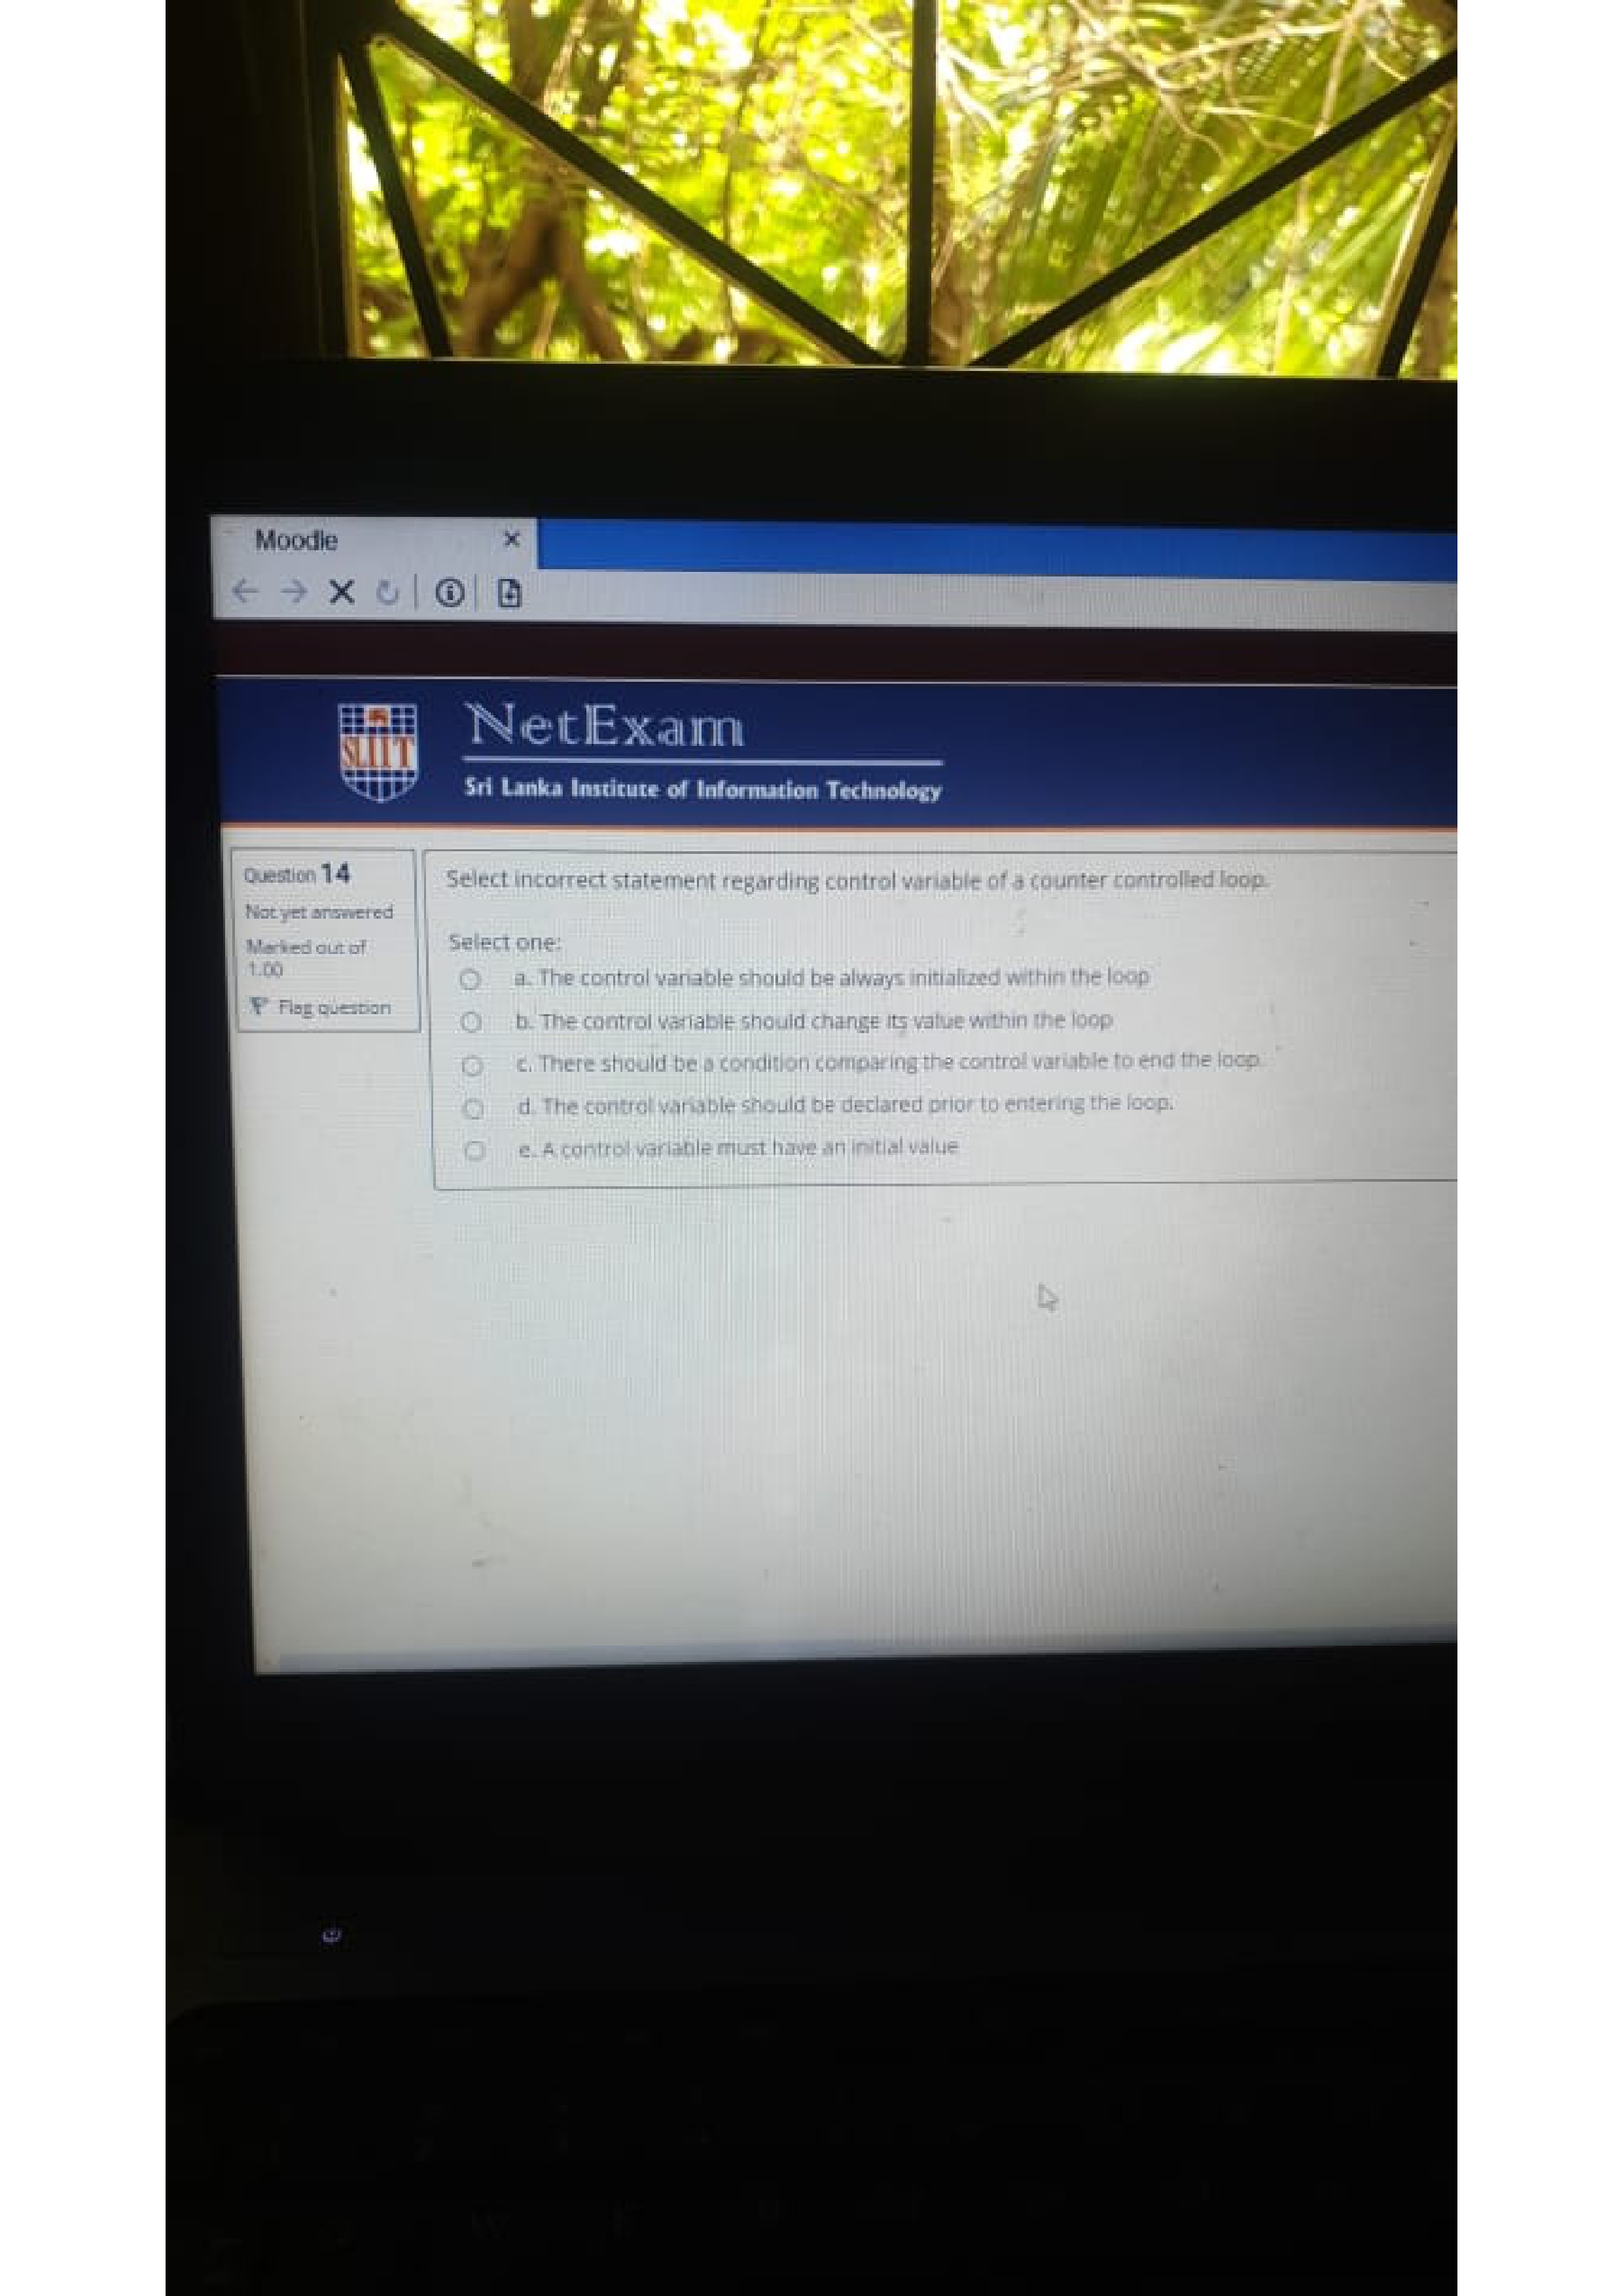 Moodle
NetExam
SLIIT
Sri Lanka Institute of Information Technology
Question 14
Not yet answered
Marked out of
1.00
Flag question
Select incorrect statement regarding control variable of a counter controlled loop.
Select one:
a. The control variable should be always initialized within the loop
b. The control variable should change its value within the loop
c. There should be a condition comparing the control variable to end the loop.
d. The control variable should be declared prior to entering the loop.
e. A control variable must have an initial value